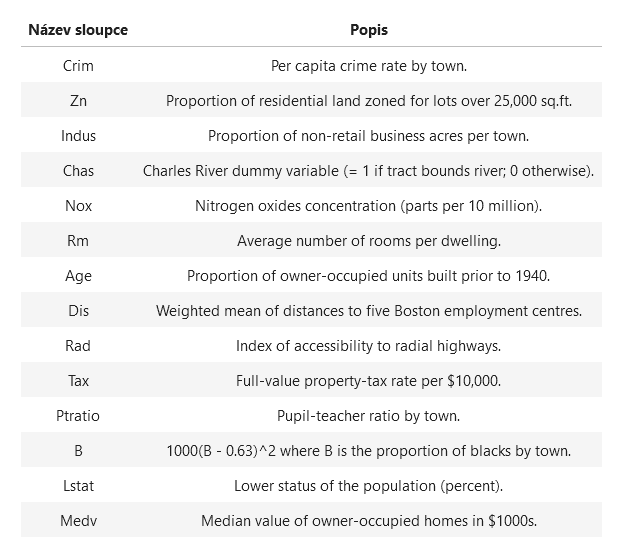 Název sloupce Popis
Crim Per capita crime rate by town.
Zn Proportion of residential land zoned for lots over 25,000 sq.ft.
Indus Proportion of non-retail business acres per town.
Chas Charles River dummy variable (= 1 if tract bounds river; 0 otherwise).
Nox Nitrogen oxides concentration (parts per 10 million).
Rm Average number of rooms per dwelling.
Age Proportion of owner-occupied units built prior to 1940.
Dis Weighted mean of distances to five Boston employment centres.
Rad Index of accessibility to radial highways.
Tax Full-value property-tax rate per $10,000.
Ptratio Pupil-teacher ratio by town.
B 1000(B - 0.63)^2 where B is the proportion of blacks by town.
Lstat Lower status of the population (percent).
Medv Median value of owner-occupied homes in $1000s.